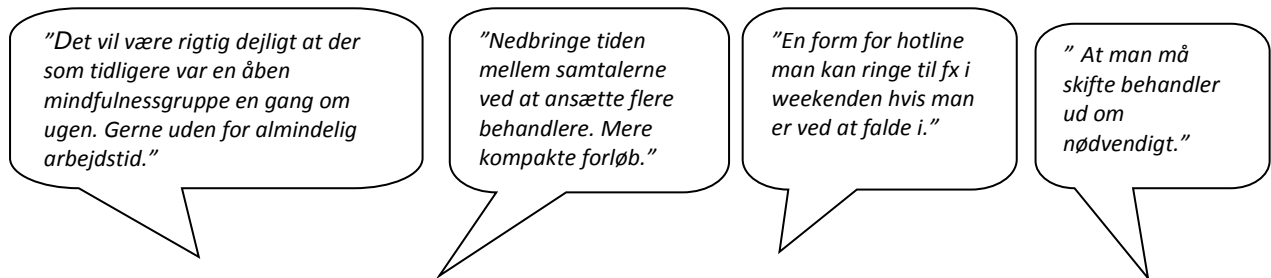 ”Det vil være rigtig dejligt at der
som tidligere var en åben
mindfulnessgruppe en gang om
ugen. Gerne uden for almindelig
arbejdstid.”
”Nedbringe tiden
mellem samtalerne
ved at ansætte flere
behandlere. Mere
kompakte forløb.”
”En form for hotline
man kan ringe til fx i
weekenden hvis man
er ved at falde i.”
” At man må
skifte behandler
ud om
nødvendigt.”